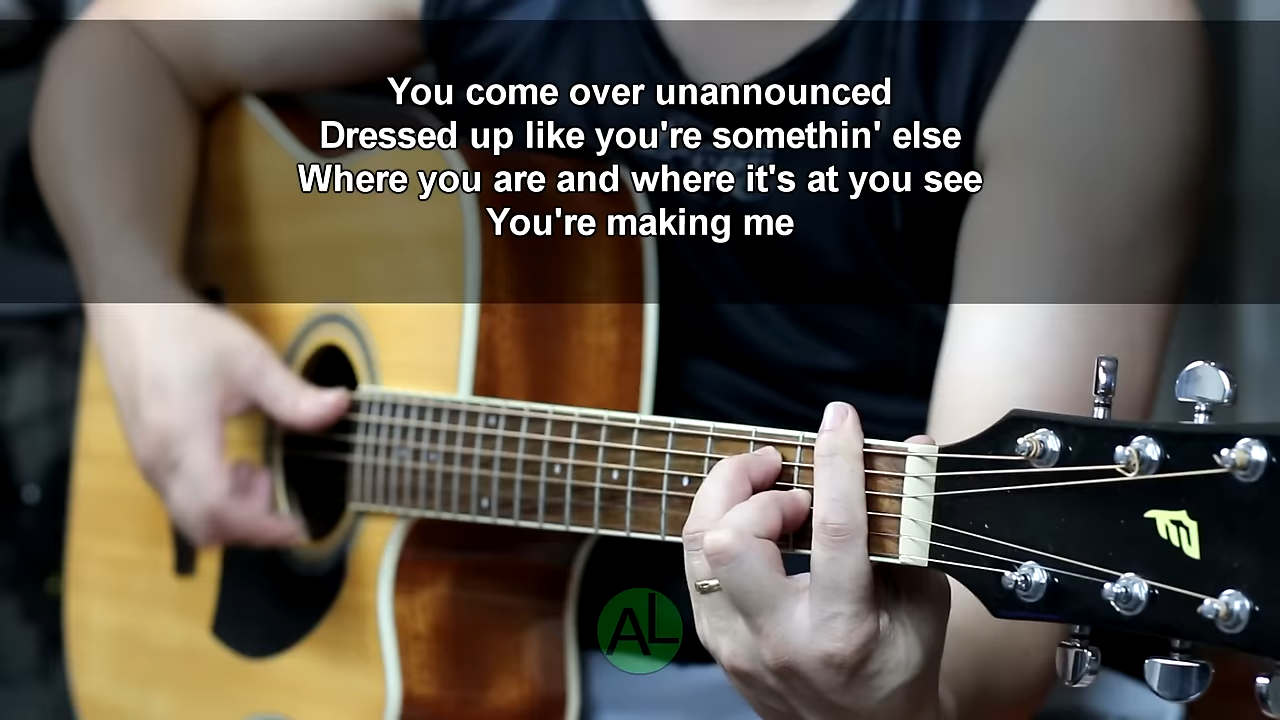 You come over unannounced
Dressed up like you're somethin' else
Where you are and where it's at you see
You're making me
AL